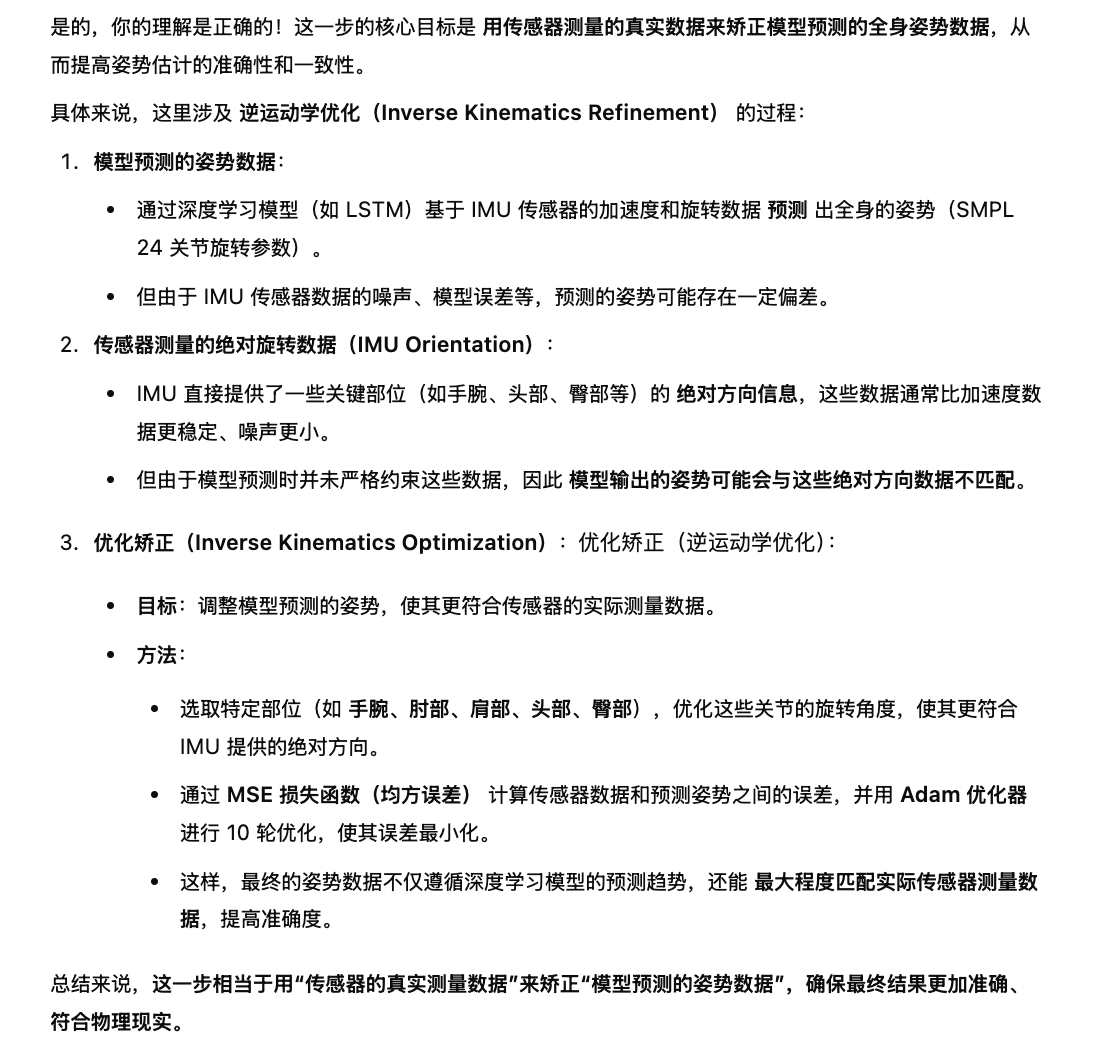 是的，你的理解是正确的！这一步的核心目标是 用传感器测量的真实数据来矫正模型预测的全身姿势数据，从
而提高姿势估计的准确性和一致性。
具体来说，这里涉及 逆运动学优化（Inverse Kinematics Refinement） 的过程：
1. 模型预测的姿势数据：
• 通过深度学习模型（如 LSTM）基于 IMU 传感器的加速度和旋转数据 预测 出全身的姿势（SMPL
24 关节旋转参数）。
• 但由于 IMU 传感器数据的噪声、模型误差等，预测的姿势可能存在一定偏差。
2. 传感器测量的绝对旋转数据（IMU Orientation）：
• IMU 直接提供了一些关键部位（如手腕、头部、臀部等）的 绝对方向信息，这些数据通常比加速度数
据更稳定、噪声更小。
• 但由于模型预测时并未严格约束这些数据，因此 模型输出的姿势可能会与这些绝对方向数据不匹配。
3. 优化矫正（Inverse Kinematics Optimization）：优化矫正（逆运动学优化）：
• 目标：调整模型预测的姿势，使其更符合传感器的实际测量数据。
• 方法：
• 选取特定部位（如 手腕、肘部、肩部、头部、臀部），优化这些关节的旋转角度，使其更符合
IMU 提供的绝对方向。
• 通过 MSE 损失函数（均方误差） 计算传感器数据和预测姿势之间的误差，并用 Adam 优化器
进行 10 轮优化，使其误差最小化。
• 这样，最终的姿势数据不仅遵循深度学习模型的预测趋势，还能 最大程度匹配实际传感器测量数
据，提高准确度。
总结来说，这一步相当于用“传感器的真实测量数据”来矫正“模型预测的姿势数据”，确保最终结果更加准确、
符合物理现实。